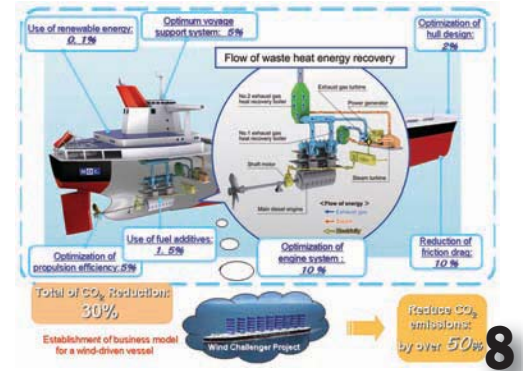 Use of renewable energy:
0.1%
Optimum voyage
support system: 5%
Optimization of
hull design:
2%
Flow of waste heat energy recovery
No.2 exhaust gas
heat recovery boiler
Exhaust gas turbine
Power generator
No.1 exhaust gas
heat recovery boiler
Shaft motor
Steam turbine
Main diesel engine
<Flow of energy>
Exhaust gas
Steam
Electricity
Optimization of
propulsion efficiency:5%
Use of fuel additives:
1.5%
Optimization of
engine system :
10%
Reduction of
friction drag:
10%
Total of CO₂ Reduction:
30%
Establishment of business model
for a wind-driven vessel
Wind Challenger Project
Reduce CO₂
emissions:
by over 50%
8